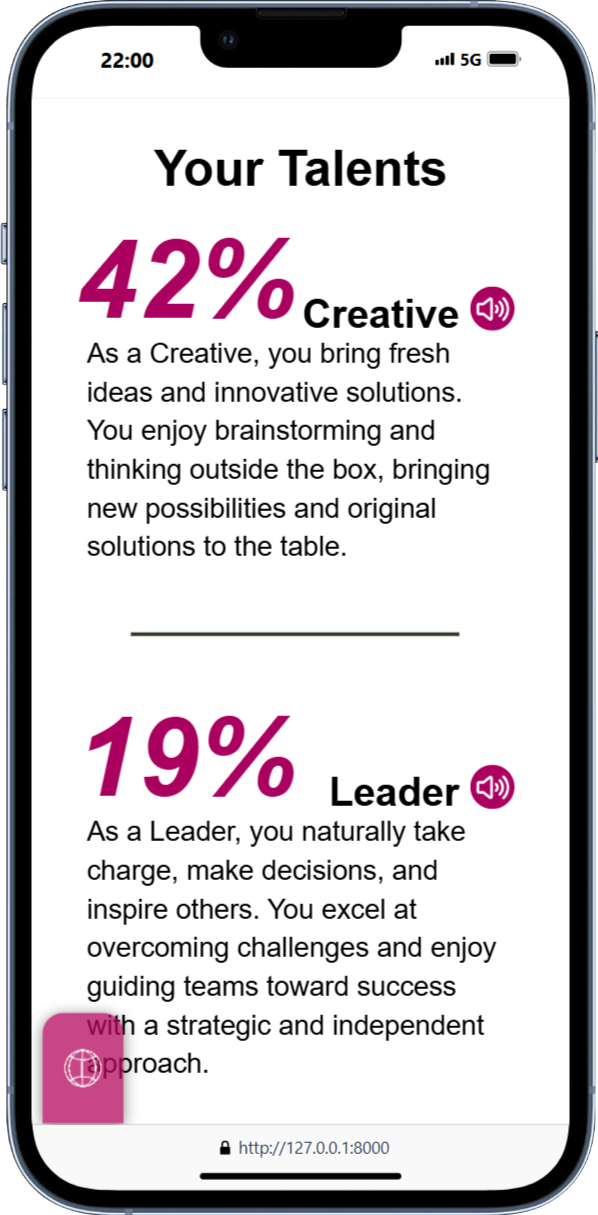 22:00 5G
Your Talents
42% Creative
As a Creative, you bring fresh
ideas and innovative solutions.
You enjoy brainstorming and
thinking outside the box, bringing
new possibilities and original
solutions to the table.
19% Leader
As a Leader, you naturally take
charge, make decisions, and
inspire others. You excel at
overcoming challenges and enjoy
guiding teams toward success
with a strategic and independent
approach.
http://127.0.0.1:8000